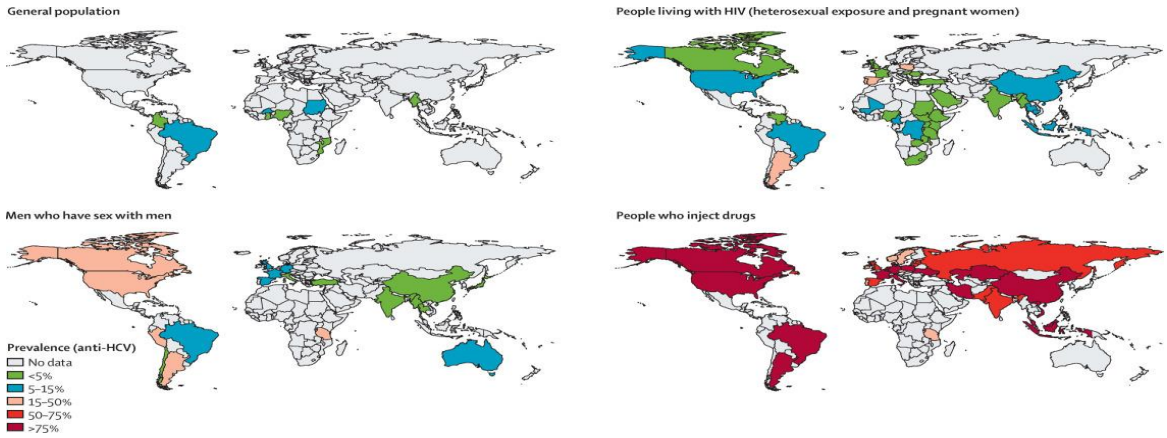 General population
People living with HIV (heterosexual exposure and pregnant women)
Men who have sex with men
People who inject drugs
Prevalence (anti-HCV)
No data
<5%
5–15%
15–50%
50–75%
>75%